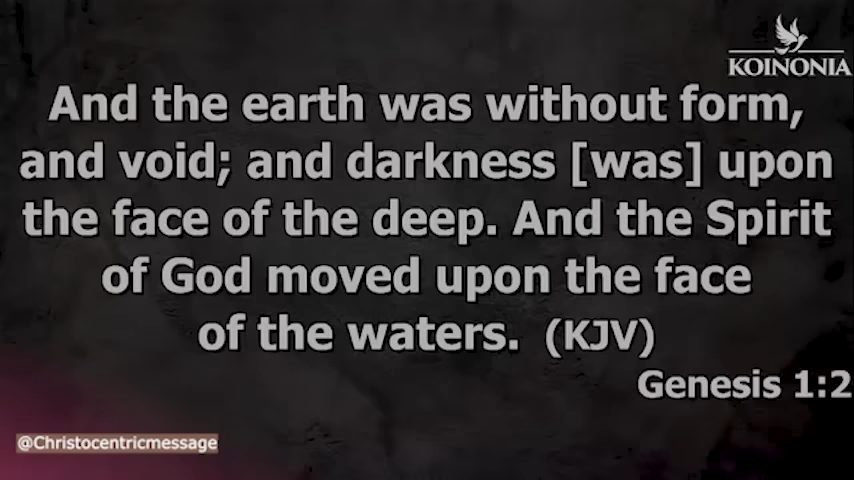 KOINONIA
And the earth was without form,
and void; and darkness [was] upon
the face of the deep. And the Spirit
of God moved upon the face
of the waters. (KJV)
Genesis 1:2
@Christocentricmessage